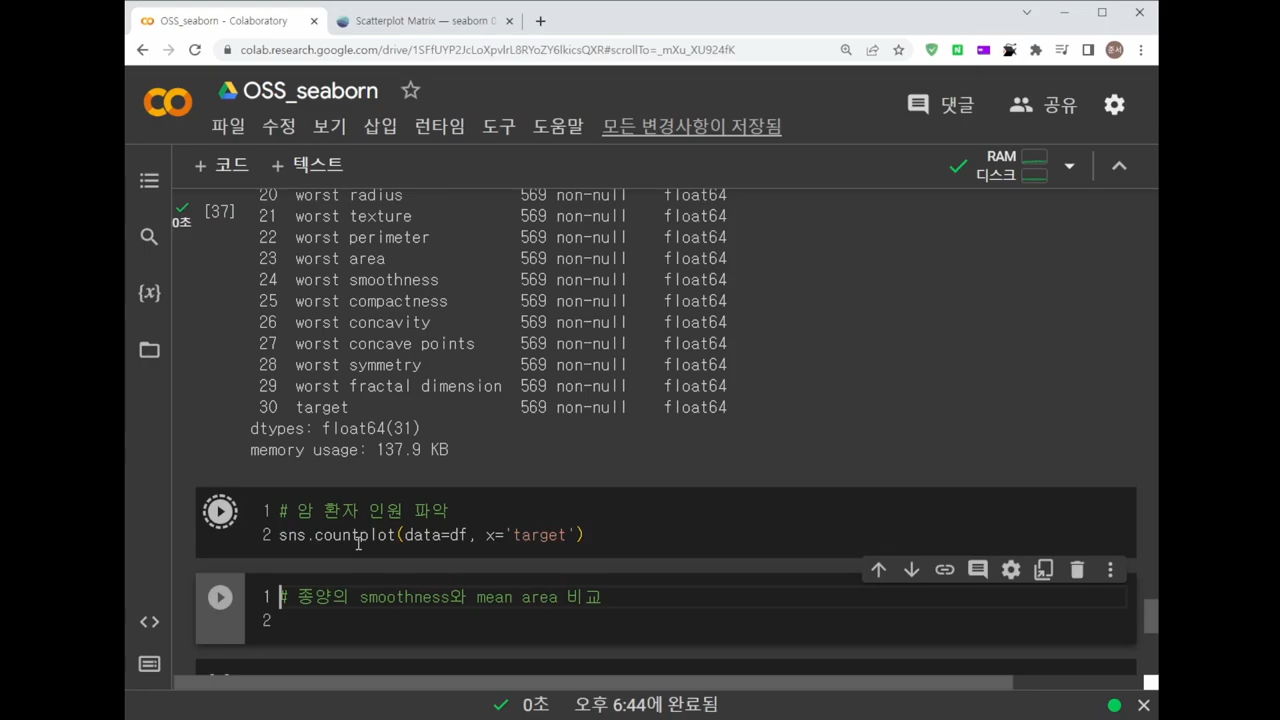 OSS_seaborn - Colaboratory
Scatterplot Matrix — seaborn 0
colab.research.google.com/drive/1SFfUYP2JcLoXpvlrL8RYoZY6lkicsQXR#scrollTo=_mXu_XU924fK
OSS_seaborn
댓글
공유
파일 수정 보기 삽입 런타임 도구 도움말 모든 변경사항이 저장됨
+ 코드 + 텍스트
RAM
디스크
[37]
0초
20 worst radius 569 non-null float64
21 worst texture 569 non-null float64
22 worst perimeter 569 non-null float64
23 worst area 569 non-null float64
24 worst smoothness 569 non-null float64
25 worst compactness 569 non-null float64
26 worst concavity 569 non-null float64
27 worst concave points 569 non-null float64
28 worst symmetry 569 non-null float64
29 worst fractal dimension 569 non-null float64
30 target 569 non-null float64
dtypes: float64(31)
memory usage: 137.9 KB
1 # 암 환자 인원 파악
2 sns.countplot(data=df, x='target')
1 # 종양의 smoothness와 mean area 비교
2
0초 오후 6:44에 완료됨